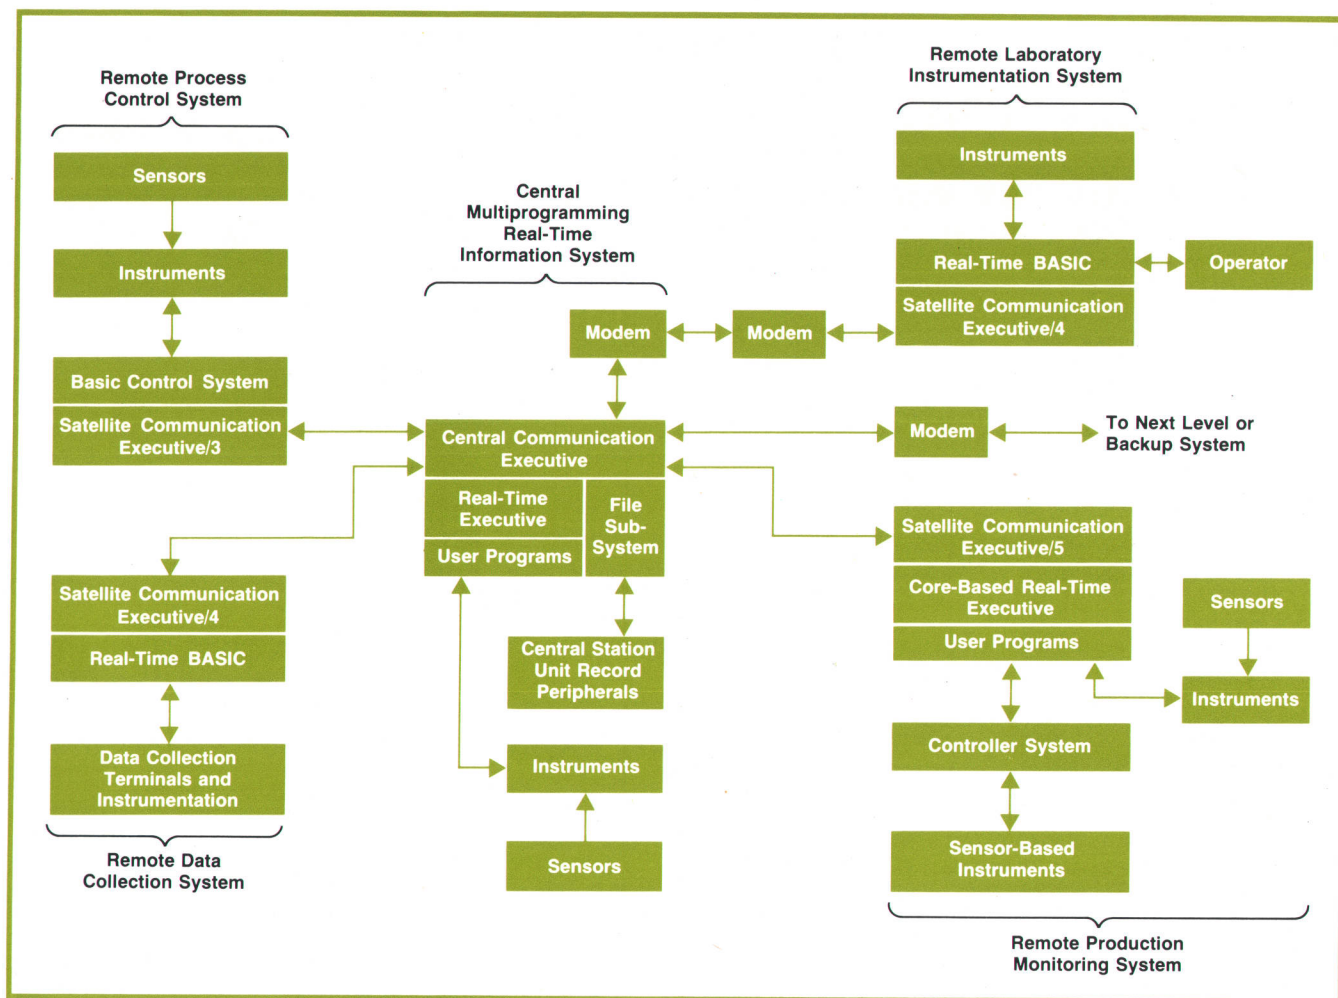 Remote Process
Control System
Sensors
Instruments
Basic Control System
Satellite Communication
Executive/3
Satellite Communication
Executive/4
Real-Time BASIC
Data Collection
Terminals and
Instrumentation
Remote Data
Collection System
Central
Multiprogramming
Real-Time
Information System
Modem
Modem
Central Communication
Executive
Real-Time
Executive
User Programs
File
Sub-
System
Central Station
Unit Record
Peripherals
Instruments
Sensors
Remote Laboratory
Instrumentation System
Instruments
Real-Time BASIC
Operator
Satellite Communication
Executive/4
Modem
To Next Level or
Backup System
Satellite Communication
Executive/5
Core-Based Real-Time
Executive
User Programs
Sensors
Instruments
Controller System
Sensor-Based
Instruments
Remote Production
Monitoring System